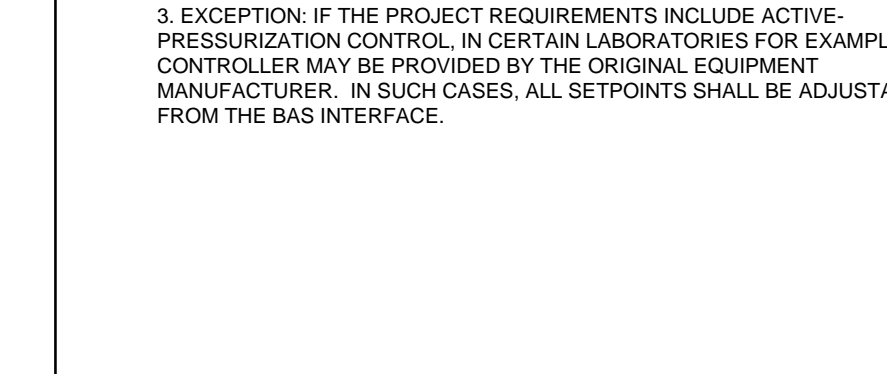 3. EXCEPTION: IF THE PROJECT REQUIREMENTS INCLUDE ACTIVE-
PRESSURIZATION CONTROL, IN CERTAIN LABORATORIES FOR
CONTROLLER MAY BE PROVIDED BY THE ORIGINAL EQUIPMENT
MANUFACTURER.  IN SUCH CASES, ALL SETPOINTS SHALL BE
FROM THE BAS INTERFACE.